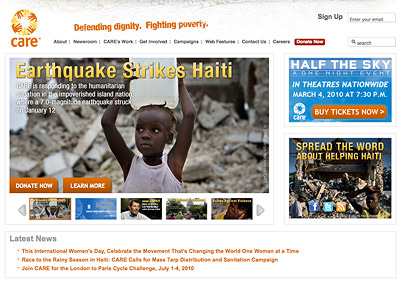 Sign Up
Enter your email
care
Defending dignity. Fighting poverty.
About | Newsroom | CARE's Work | Get Involved | Campaigns | Web Features | Contact Us | Careers Donate Now
search
Earthquake Strikes Haiti
CARE is responding to the humanitarian
situation in the impoverished island nation,
where a 7.0-magnitude earthquake struck
on January 12
DONATE NOW
LEARN MORE
HALF THE SKY
A ONE NIGHT EVENT
IN THEATRES NATIONWIDE
MARCH 4, 2010 AT 7:30 P.M.
care
BUY TICKETS NOW >
SPREAD THE WORD
ABOUT HELPING HAITI
Latest News
This International Women's Day, Celebrate the Movement That's Changing the World One Woman at a Time
Race to the Rainy Season in Haiti: CARE Calls for Mass Tarp Distribution and Sanitation Campaign
Join CARE for the London to Paris Cycle Challenge, July 1-4, 2010